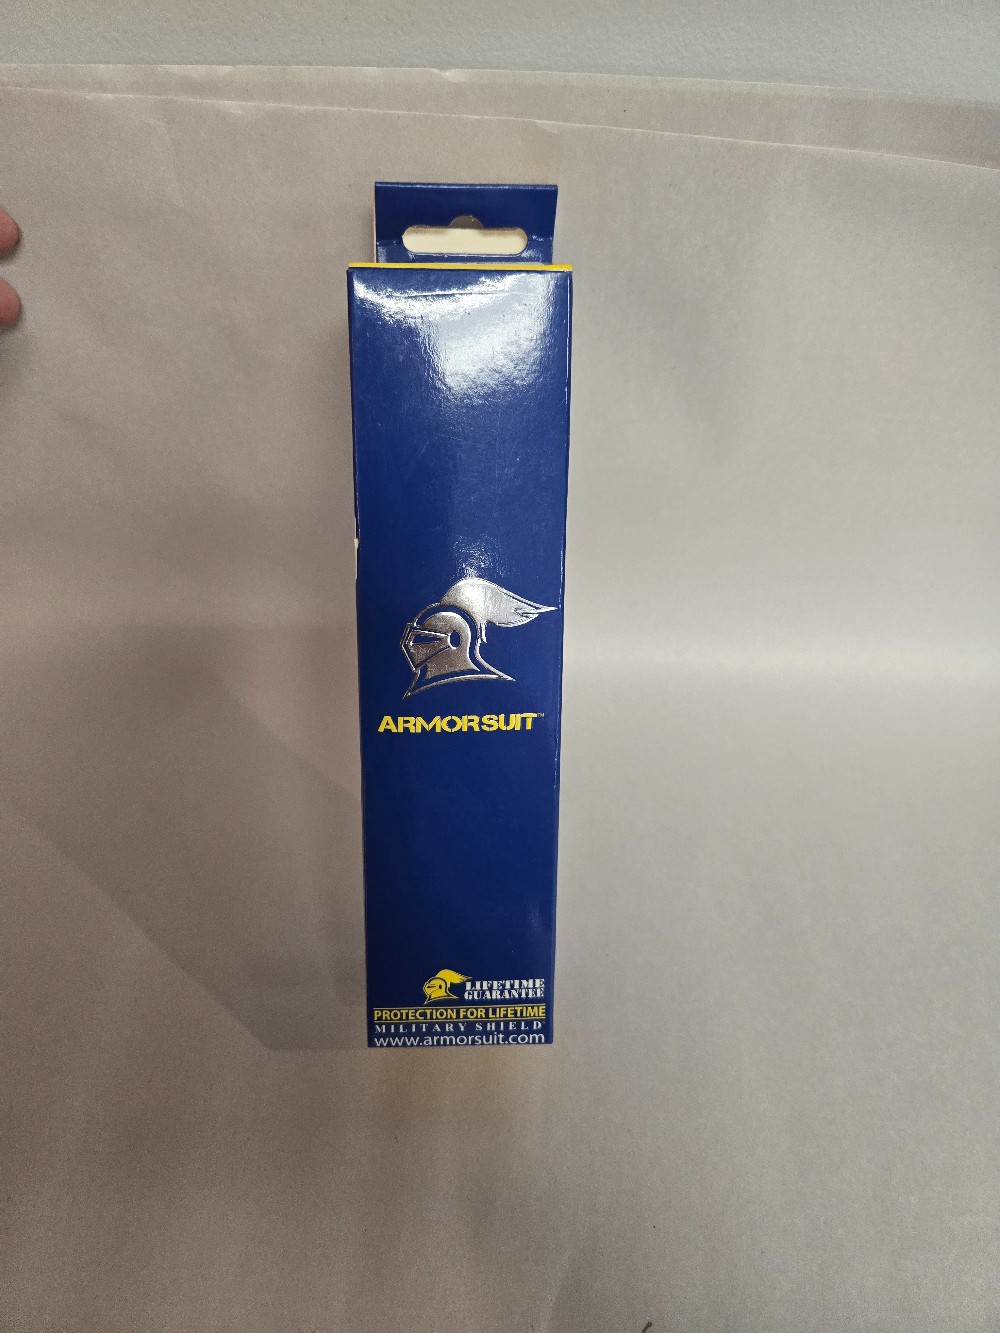 ARMORSUIT™
LIFETIME
GUARANTEE
PROTECTION FOR LIFETIME
MILITARY SHIELD
www.armorsuit.com